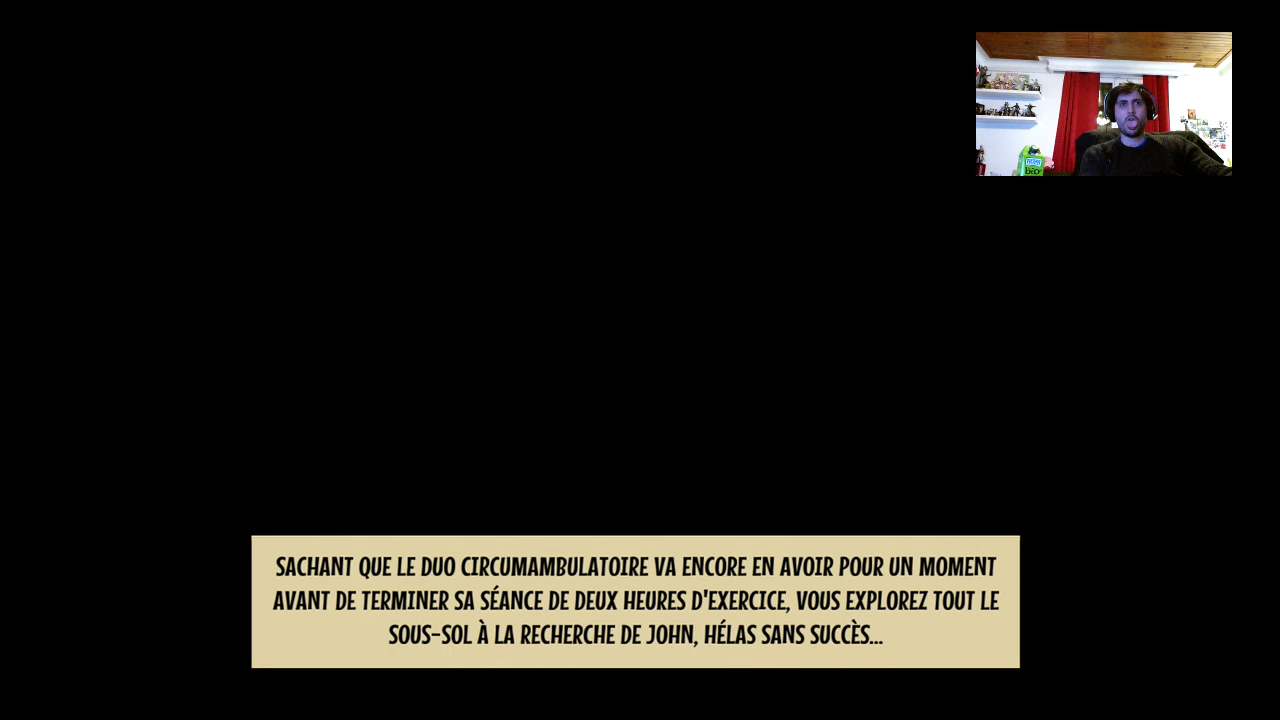 SACHANT QUE LE DUO CIRCUMAMBULATOIRE VA ENCORE EN AVOIR POUR UN MOMENT
AVANT DE TERMINER SA SÉANCE DE DEUX HEURES D'EXERCICE, VOUS EXPLOREZ TOUT LE
SOUS-SOL À LA RECHERCHE DE JOHN, HÉLAS SANS SUCCÈS...
bio